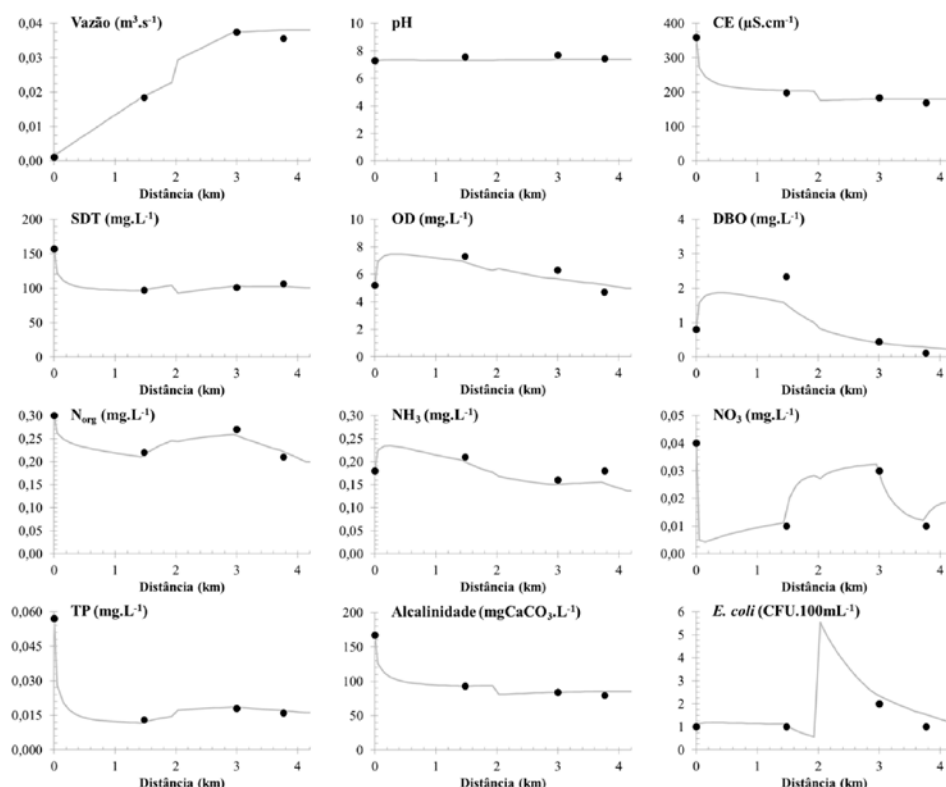 Vazão (m³.s⁻¹)
0,04
0,03
0,02
0,01
0,00
0 1 2 3 4
Distância (km)
pH
10
8
6
4
2
0
0 1 2 3 4
Distância (km)
CE (µS.cm⁻¹)
400
300
200
100
0
0 1 2 3 4
Distância (km)
SDT (mg.L⁻¹)
200
150
100
50
0
0 1 2 3 4
Distância (km)
OD (mg.L⁻¹)
10
8
6
4
2
0
0 1 2 3 4
Distância (km)
DBO (mg.L⁻¹)
4
3
2
1
0
0 1 2 3 4
Distância (km)
Norg (mg.L⁻¹)
0,30
0,25
0,20
0,15
0,10
0,05
0,00
0 1 2 3 4
Distância (km)
NH₃ (mg.L⁻¹)
0,30
0,25
0,20
0,15
0,10
0,05
0,00
0 1 2 3 4
Distância (km)
NO₃ (mg.L⁻¹)
0,05
0,04
0,03
0,02
0,01
0,00
0 1 2 3 4
Distância (km)
TP (mg.L⁻¹)
0,060
0,045
0,030
0,015
0,000
0 1 2 3 4
Distância (km)
Alcalinidade (mgCaCO₃.L⁻¹)
200
150
100
50
0
0 1 2 3 4
Distância (km)
E. coli (CFU.100mL⁻¹)
6
5
4
3
2
1
0
0 1 2 3 4
Distância (km)